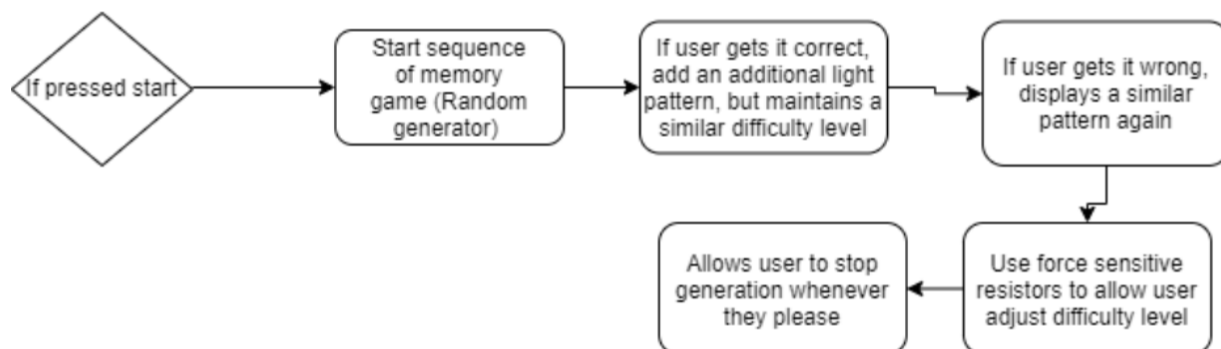 If pressed start
Start sequence
of memory
game (Random
generator)
If user gets it correct,
add an additional light
pattern, but maintains a
similar difficulty level
If user gets it wrong,
displays a similar
pattern again
Use force sensitive
resistors to allow user
adjust difficulty level
Allows user to stop
generation whenever
they please